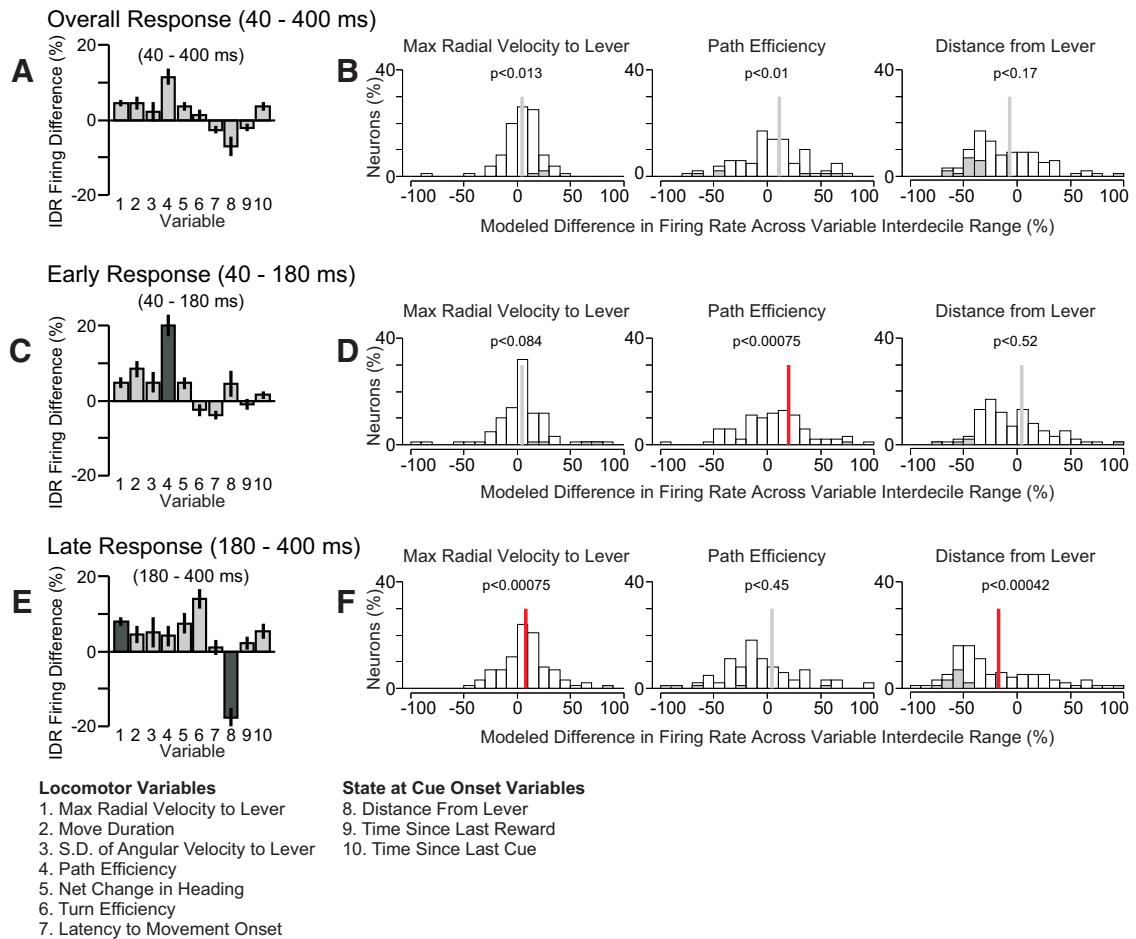 Overall Response (40 - 400 ms)
A
IDR Firing Difference (%)
20
0
-20
(40 - 400 ms)
1 2 3 4 5 6 7 8 9 10
Variable
B
Neurons (%)
Max Radial Velocity to Lever
p<0.013
40
0
-100 -50 0 50 100
Path Efficiency
p<0.01
40
0
-100 -50 0 50 100
Distance from Lever
p<0.17
40
0
-100 -50 0 50 100
Modeled Difference in Firing Rate Across Variable Interdecile Range (%)
Early Response (40 - 180 ms)
C
IDR Firing Difference (%)
20
0
-20
(40 - 180 ms)
1 2 3 4 5 6 7 8 9 10
Variable
D
Neurons (%)
Max Radial Velocity to Lever
p<0.084
40
0
-100 -50 0 50 100
Path Efficiency
p<0.00075
40
0
-100 -50 0 50 100
Distance from Lever
p<0.52
40
0
-100 -50 0 50 100
Modeled Difference in Firing Rate Across Variable Interdecile Range (%)
Late Response (180 - 400 ms)
E
IDR Firing Difference (%)
20
0
-20
(180 - 400 ms)
1 2 3 4 5 6 7 8 9 10
Variable
F
Neurons (%)
Max Radial Velocity to Lever
p<0.00075
40
0
-100 -50 0 50 100
Path Efficiency
p<0.45
40
0
-100 -50 0 50 100
Distance from Lever
p<0.00042
40
0
-100 -50 0 50 100
Modeled Difference in Firing Rate Across Variable Interdecile Range (%)
Locomotor Variables
1. Max Radial Velocity to Lever
2. Move Duration
3. S.D. of Angular Velocity to Lever
4. Path Efficiency
5. Net Change in Heading
6. Turn Efficiency
7. Latency to Movement Onset
State at Cue Onset Variables
8. Distance From Lever
9. Time Since Last Reward
10. Time Since Last Cue